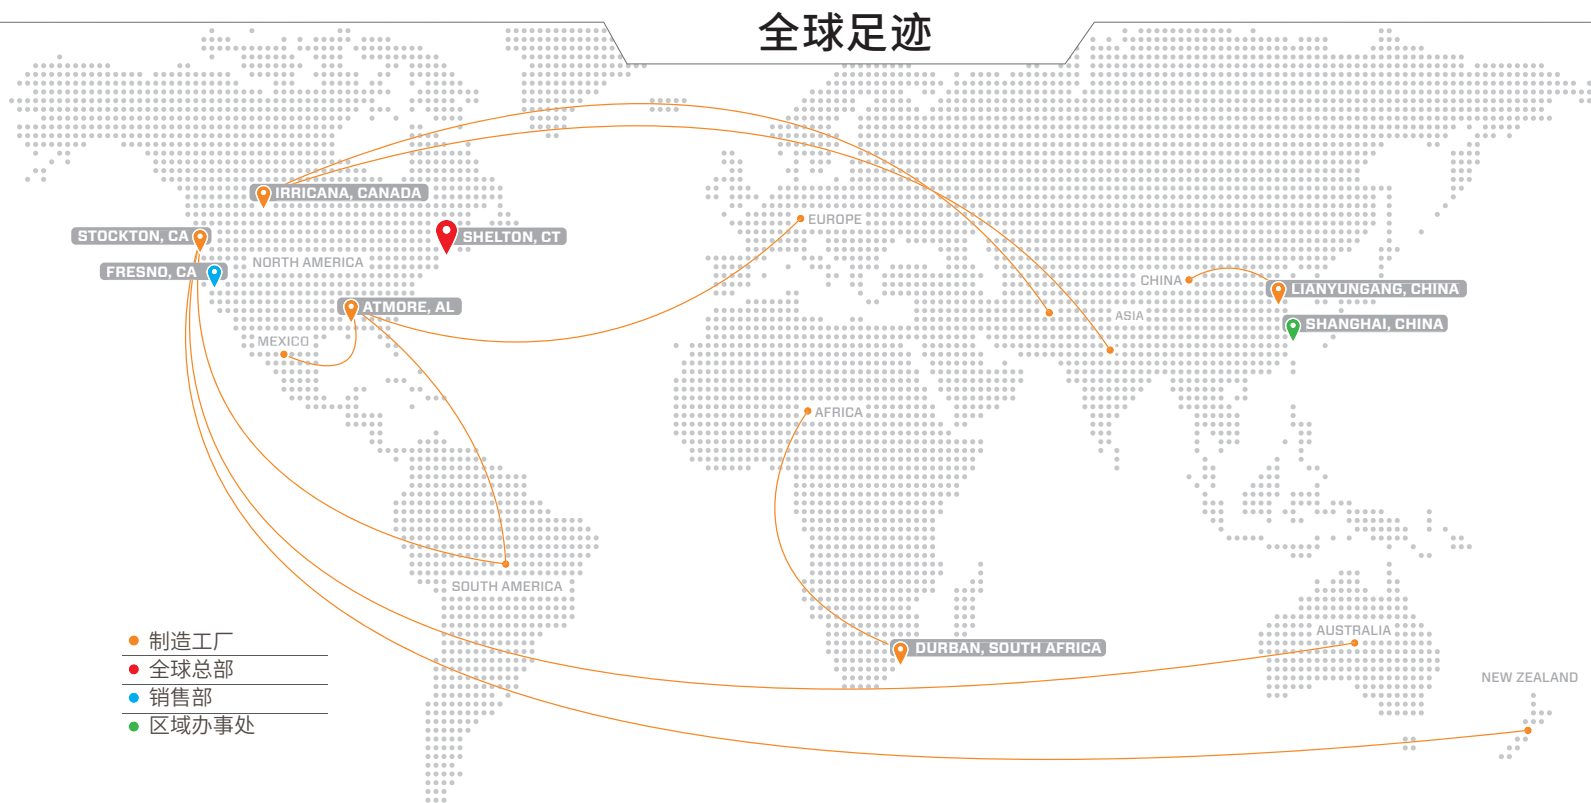 全球足迹
IRRICANA, CANADA
STOCKTON, CA
SHELTON, CT
EUROPE
NORTH AMERICA
FRESNO, CA
CHINA
LIANYUNGANG, CHINA
ATMORE, AL
ASIA
SHANGHAI, CHINA
MEXICO
AFRICA
SOUTH AMERICA
AUSTRALIA
DURBAN, SOUTH AFRICA
NEW ZEALAND
制造工厂
全球总部
销售部
区域办事处